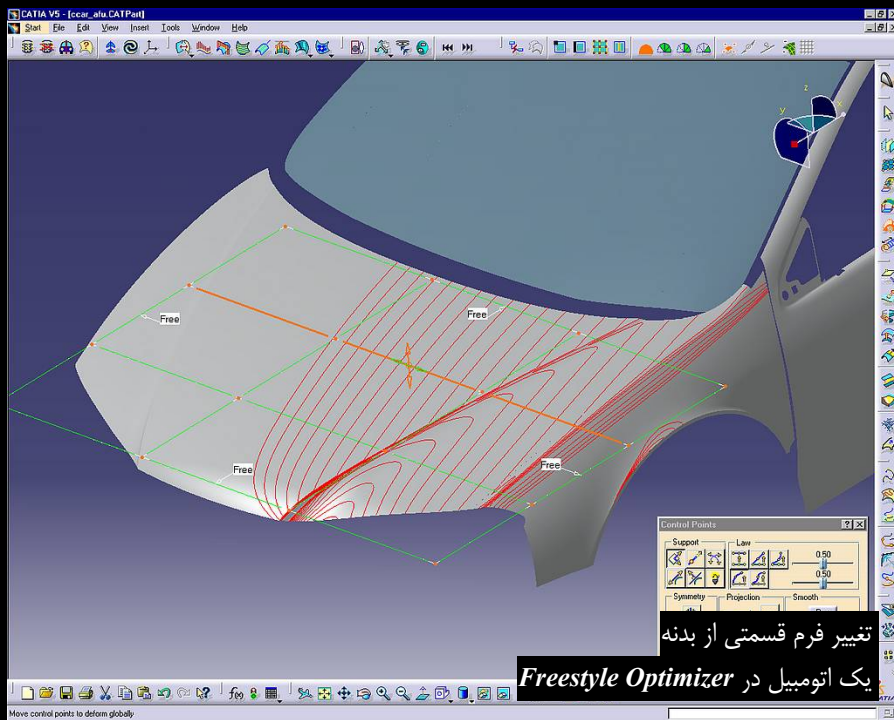 CATIA V5 - [ccar_afu.CATPart]
Start File Edit View Insert Tools Window Help
Free
Free
Free
Free
Control Points
Support
Law
0.50
0.50
Symmetry
Projection
Smooth
تغییر فرم قسمتی از بدنه
یک اتومبیل در Freestyle Optimizer
Move control points to deform globally